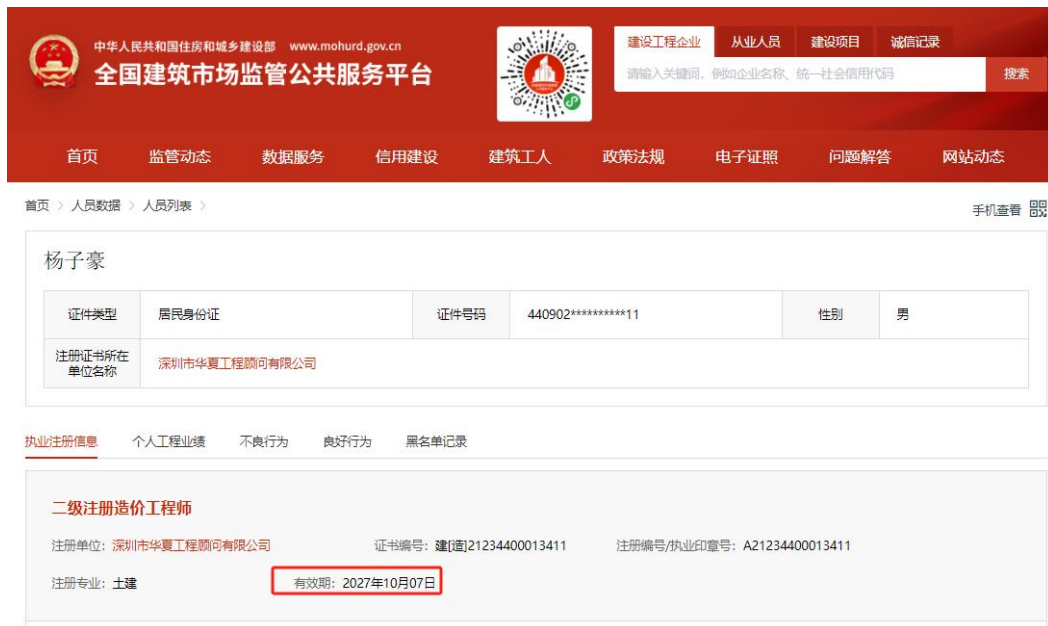 中华人民共和国住房和城乡建设部 www.mohurd.gov.cn
全国建筑市场监管公共服务平台
建设工程企业 从业人员 建设项目 诚信记录
请输入关键词，例如企业名称、统一社会信用代码 搜索
首页 监管动态 数据服务 信用建设 建筑工人 政策法规 电子证照 问题解答 网站动态
首页 > 人员数据 > 人员列表 >
手机查看
杨子豪
证件类型 居民身份证 证件号码 440902**********11 性别 男
注册证书所在
单位名称
深圳市华夏工程顾问有限公司
执业注册信息 个人工程业绩 不良行为 良好行为 黑名单记录
二级注册造价工程师
注册单位：深圳市华夏工程顾问有限公司 证书编号：建[造]21234400013411 注册编号/执业印章号：A21234400013411
注册专业：土建 有效期：2027年10月07日